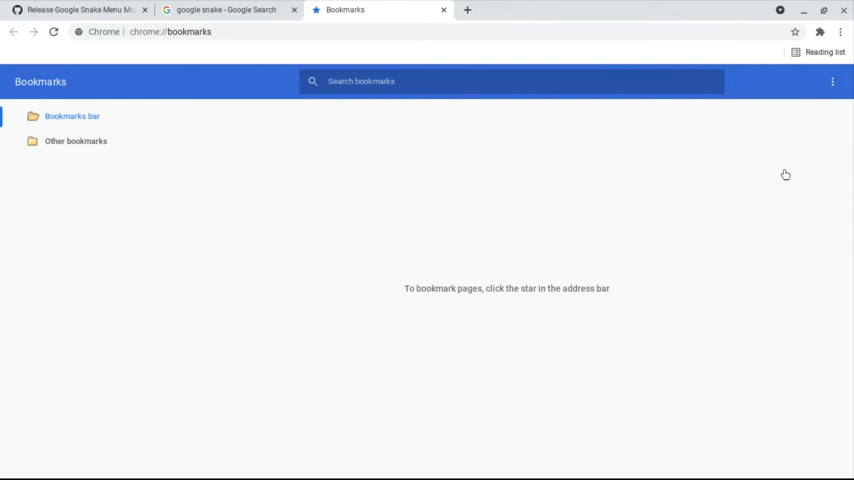 Release Google Snake Menu Mo
google snake - Google Search
Bookmarks
Chrome | chrome://bookmarks
Reading list
Bookmarks
Search bookmarks
Bookmarks bar
Other bookmarks
To bookmark pages, click the star in the address bar